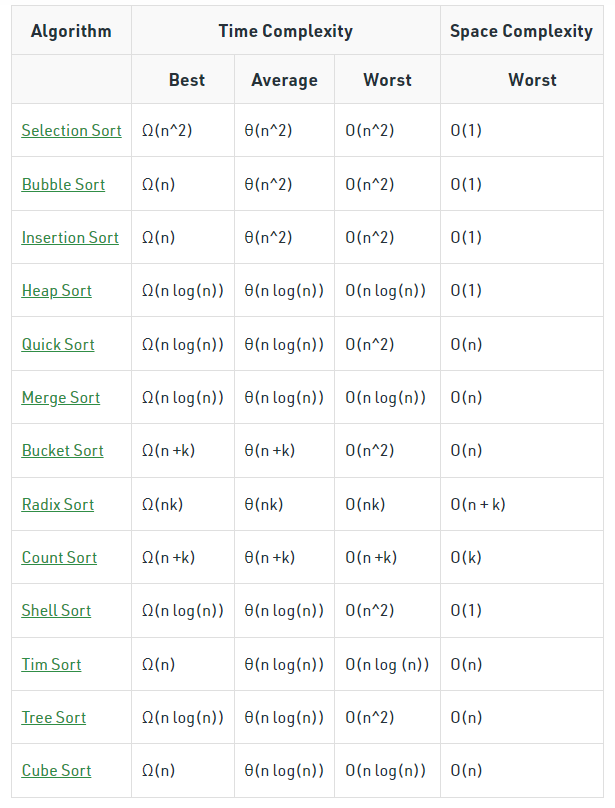 Algorithm Time Complexity Space Complexity
Best Average Worst Worst
Selection Sort Ω(n^2) θ(n^2) O(n^2) O(1)
Bubble Sort Ω(n) θ(n^2) O(n^2) O(1)
Insertion Sort Ω(n) θ(n^2) O(n^2) O(1)
Heap Sort Ω(n log(n)) θ(n log(n)) O(n log(n)) O(1)
Quick Sort Ω(n log(n)) θ(n log(n)) O(n^2) O(n)
Merge Sort Ω(n log(n)) θ(n log(n)) O(n log(n)) O(n)
Bucket Sort Ω(n +k) θ(n +k) O(n^2) O(n)
Radix Sort Ω(nk) θ(nk) O(nk) O(n + k)
Count Sort Ω(n +k) θ(n +k) O(n +k) O(k)
Shell Sort Ω(n log(n)) θ(n log(n)) O(n^2) O(1)
Tim Sort Ω(n) θ(n log(n)) O(n log (n)) O(n)
Tree Sort Ω(n log(n)) θ(n log(n)) O(n^2) O(n)
Cube Sort Ω(n) θ(n log(n)) O(n log(n)) O(n)